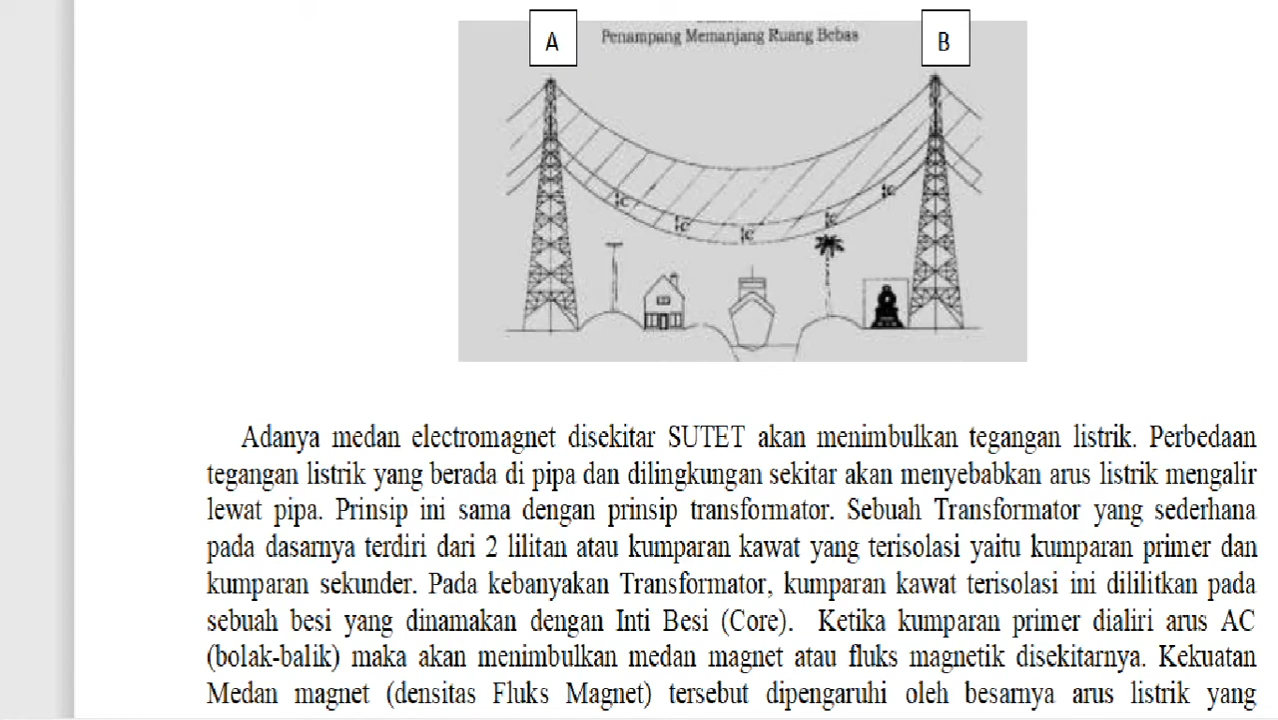 A
B
Penampang Memanjang Ruang Bebas
C
C
C
C
C
Adanya medan electromagnet disekitar SUTET akan menimbulkan tegangan listrik. Perbedaan
tegangan listrik yang berada di pipa dan dilingkungan sekitar akan menyebabkan arus listrik mengalir
lewat pipa. Prinsip ini sama dengan prinsip transformator. Sebuah Transformator yang sederhana
pada dasarnya terdiri dari 2 lilitan atau kumparan kawat yang terisolasi yaitu kumparan primer dan
kumparan sekunder. Pada kebanyakan Transformator, kumparan kawat terisolasi ini dililitkan pada
sebuah besi yang dinamakan dengan Inti Besi (Core). Ketika kumparan primer dialiri arus AC
(bolak-balik) maka akan menimbulkan medan magnet atau fluks magnetik disekitarnya. Kekuatan
Medan magnet (densitas Fluks Magnet) tersebut dipengaruhi oleh besarnya arus listrik yang